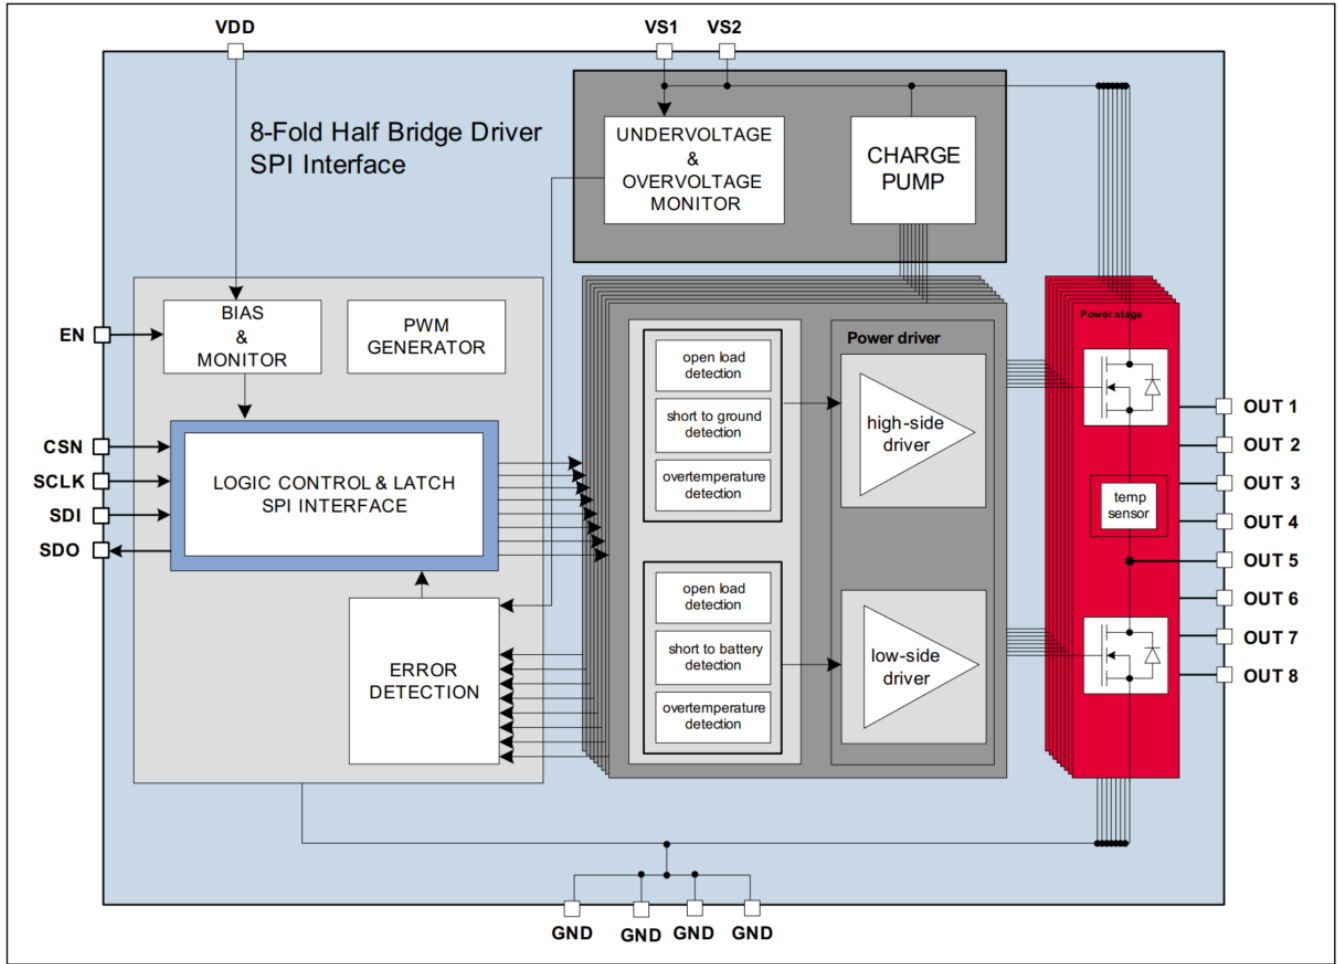 VDD
VS1
VS2
8-Fold Half Bridge Driver
SPI Interface
UNDERVOLTAGE
&
OVERVOLTAGE
MONITOR
CHARGE
PUMP
EN
BIAS
&
MONITOR
PWM
GENERATOR
CSN
SCLK
SDI
SDO
LOGIC CONTROL & LATCH
SPI INTERFACE
ERROR
DETECTION
open load
detection
short to ground
detection
overtemperature
detection
open load
detection
short to battery
detection
overtemperature
detection
Power driver
high-side
driver
low-side
driver
Power stage
temp
sensor
OUT 1
OUT 2
OUT 3
OUT 4
OUT 5
OUT 6
OUT 7
OUT 8
GND
GND
GND
GND